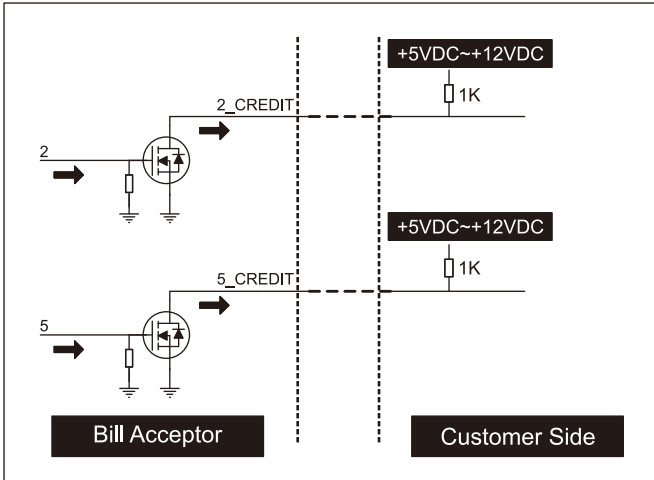 +5VDC~+12VDC
1K
2_CREDIT
2
+5VDC~+12VDC
1K
5_CREDIT
5
Bill Acceptor
Customer Side